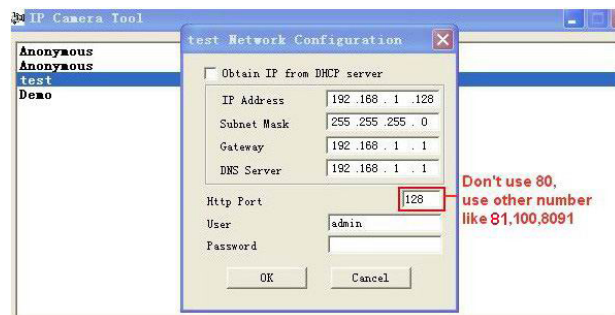 IP Camera Tool
test Network Configuration
Anonymous
Anonymous
test
Demo
Obtain IP from DHCP server
IP Address 192 .168 . 1 .128
Subnet Mask 255 .255 .255 . 0
Gateway 192 .168 . 1 . 1
DNS Server 192 .168 . 1 . 1
Http Port 128
User admin
Password
OK Cancel
Don't use 80,
use other number
like 81,100,8091